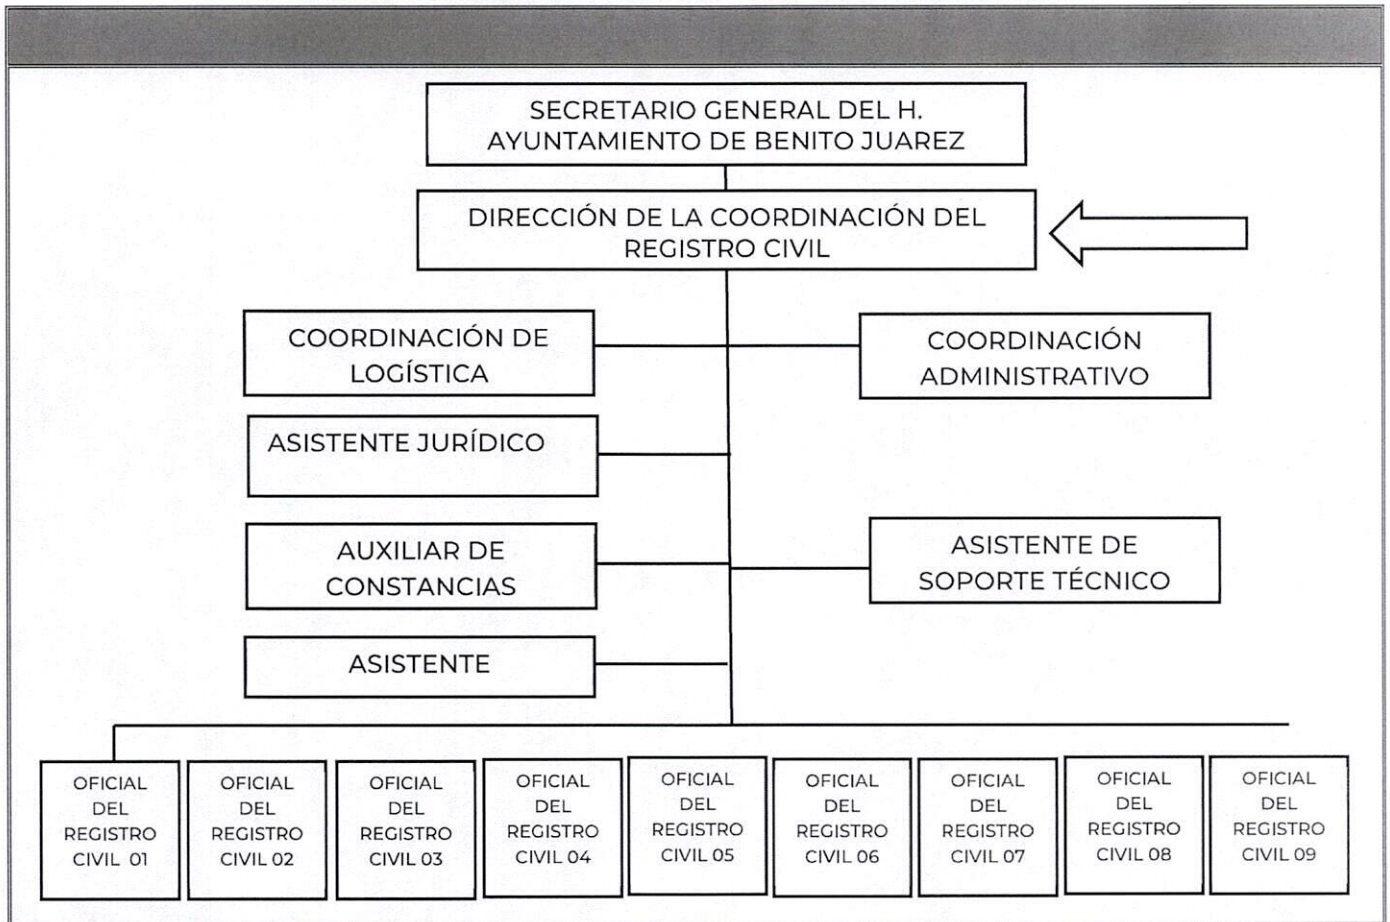 SECRETARIO GENERAL DEL H.
AYUNTAMIENTO DE BENITO JUAREZ
DIRECCIÓN DE LA COORDINACIÓN DEL
REGISTRO CIVIL
COORDINACIÓN DE
LOGÍSTICA
COORDINACIÓN
ADMINISTRATIVO
ASISTENTE JURÍDICO
AUXILIAR DE
CONSTANCIAS
ASISTENTE DE
SOPORTE TÉCNICO
ASISTENTE
OFICIAL
DEL
REGISTRO
CIVIL 01
OFICIAL
DEL
REGISTRO
CIVIL 02
OFICIAL
DEL
REGISTRO
CIVIL 03
OFICIAL
DEL
REGISTRO
CIVIL 04
OFICIAL
DEL
REGISTRO
CIVIL 05
OFICIAL
DEL
REGISTRO
CIVIL 06
OFICIAL
DEL
REGISTRO
CIVIL 07
OFICIAL
DEL
REGISTRO
CIVIL 08
OFICIAL
DEL
REGISTRO
CIVIL 09